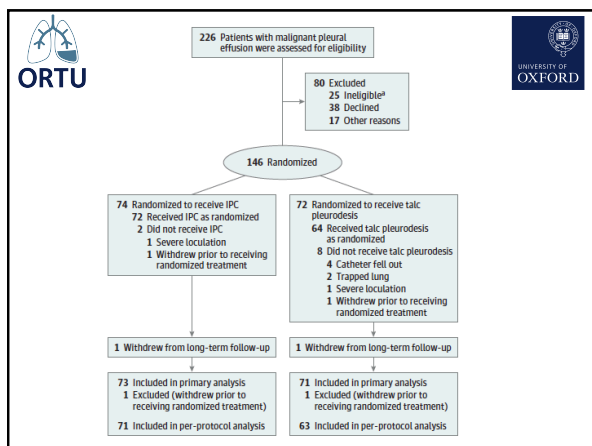 ORTU
UNIVERSITY OF
OXFORD
226 Patients with malignant pleural
effusion were assessed for eligibility
80 Excluded
25 Ineligibleª
38 Declined
17 Other reasons
146 Randomized
74 Randomized to receive IPC
72 Received IPC as randomized
2 Did not receive IPC
1 Severe loculation
1 Withdrew prior to receiving
randomized treatment
72 Randomized to receive talc
pleurodesis
64 Received talc pleurodesis
as randomized
8 Did not receive talc pleurodesis
4 Catheter fell out
2 Trapped lung
1 Severe loculation
1 Withdrew prior to receiving
randomized treatment
1 Withdrew from long-term follow-up
1 Withdrew from long-term follow-up
73 Included in primary analysis
1 Excluded (withdrew prior to
receiving randomized treatment)
71 Included in per-protocol analysis
71 Included in primary analysis
1 Excluded (withdrew prior to
receiving randomized treatment)
63 Included in per-protocol analysis